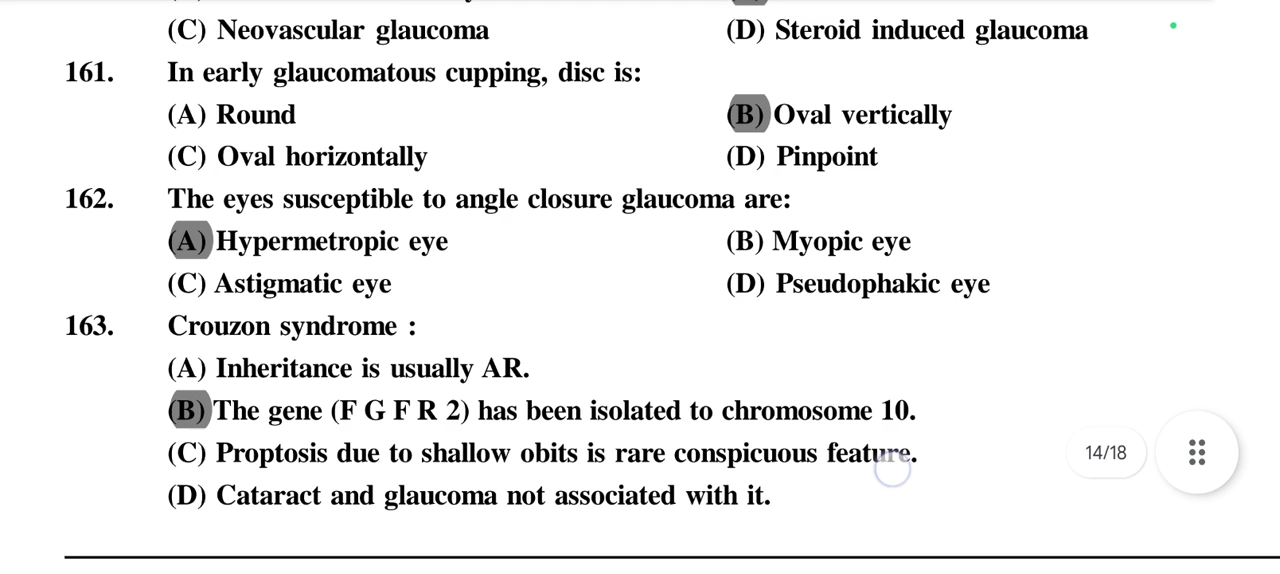 (C) Neovascular glaucoma (D) Steroid induced glaucoma
161. In early glaucomatous cupping, disc is:
(A) Round (B) Oval vertically
(C) Oval horizontally (D) Pinpoint
162. The eyes susceptible to angle closure glaucoma are:
(A) Hypermetropic eye (B) Myopic eye
(C) Astigmatic eye (D) Pseudophakic eye
163. Crouzon syndrome :
(A) Inheritance is usually AR.
(B) The gene (F G F R 2) has been isolated to chromosome 10.
(C) Proptosis due to shallow obits is rare conspicuous feature.
14/18
(D) Cataract and glaucoma not associated with it.